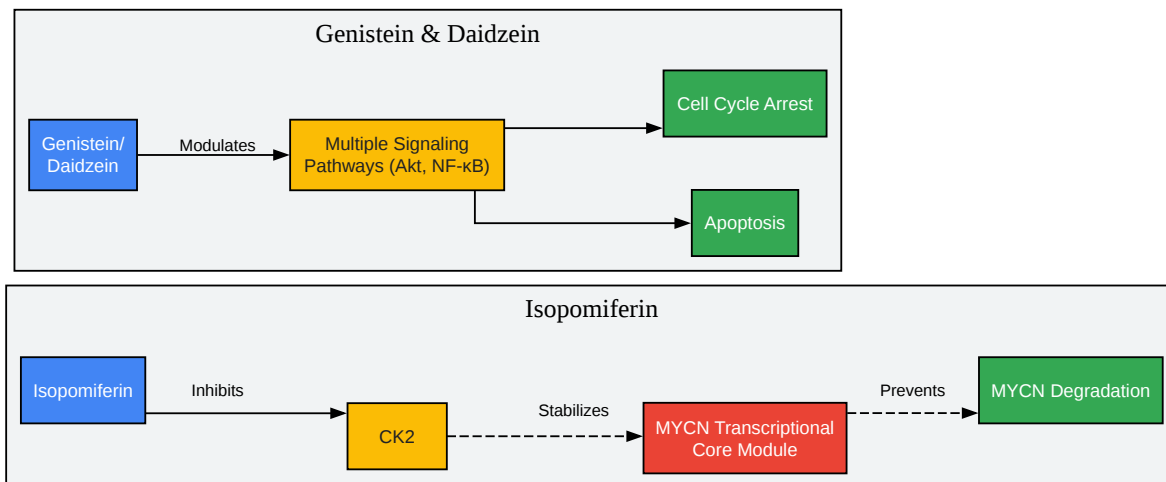 Genistein & Daidzein
Genistein/
Daidzein
Modulates
Multiple Signaling
Pathways (Akt, NF-κB)
Cell Cycle Arrest
Apoptosis
Isopomiferin
Isopomiferin
Inhibits
CK2
Stabilizes
MYCN Transcriptional
Core Module
Prevents
MYCN Degradation